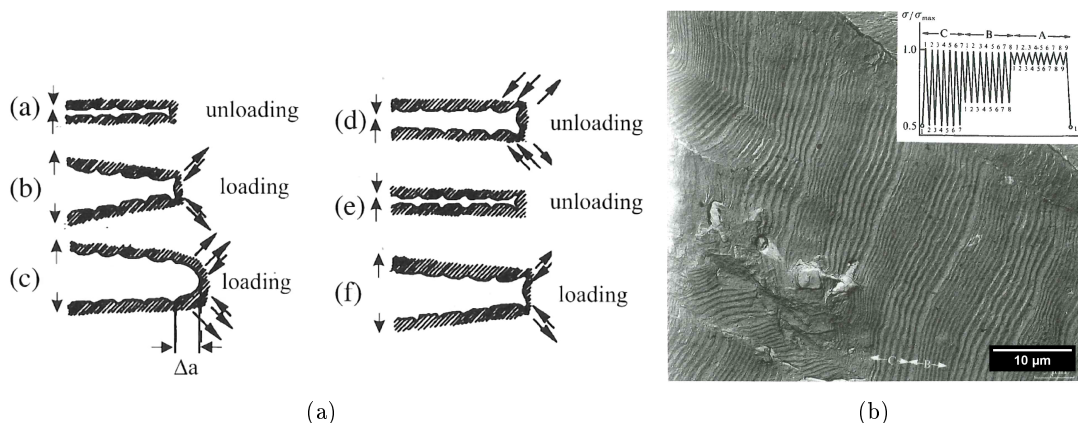 (a)
unloading
(b)
loading
(c)
loading
Δa
(d)
unloading
(e)
unloading
(f)
loading
(a)
σ/σmax
C B A
1.0
1 2 3 4 5 6 7 1 2 3 4 5 6 7 8 1 2 3 4 5 6 7 8 9
1 2 3 4 5 6 7 8 9
1 2 3 4 5 6 7 8
0.5
2 3 4 5 6 7
C B
10 µm
(b)